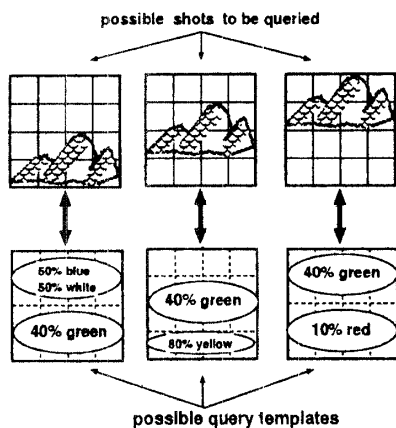 possible shots to be queried
50% blue
50% white
40% green
40% green
80% yellow
40% green
10% red
possible query templates